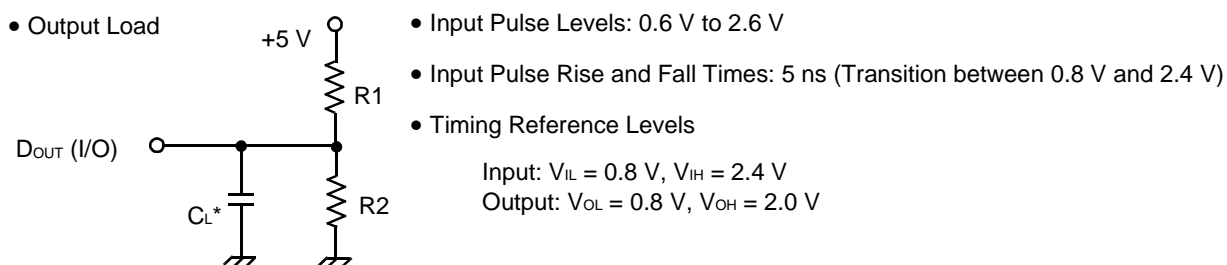 • Output Load
+5 V
R1
DOUT (I/O)
CL*
R2
• Input Pulse Levels: 0.6 V to 2.6 V
• Input Pulse Rise and Fall Times: 5 ns (Transition between 0.8 V and 2.4 V)
• Timing Reference Levels
Input: VIL = 0.8 V, VIH = 2.4 V
Output: VOL = 0.8 V, VOH = 2.0 V